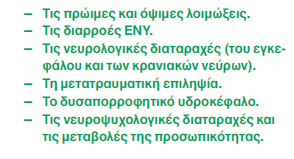 – Τις πρώιμες και όψιμες λοιμώξεις.
– Τις διαρροές ΕΝΥ.
– Τις νευρολογικές διαταραχές (του εγκε-
φάλου και των κρανιακών νεύρων).
– Τη μετατραυματική επιληψία.
– Το δυσαπορροφητικό υδροκέφαλο.
– Τις νευροψυχολογικές διαταραχές και
τις μεταβολές της προσωπικότητας.